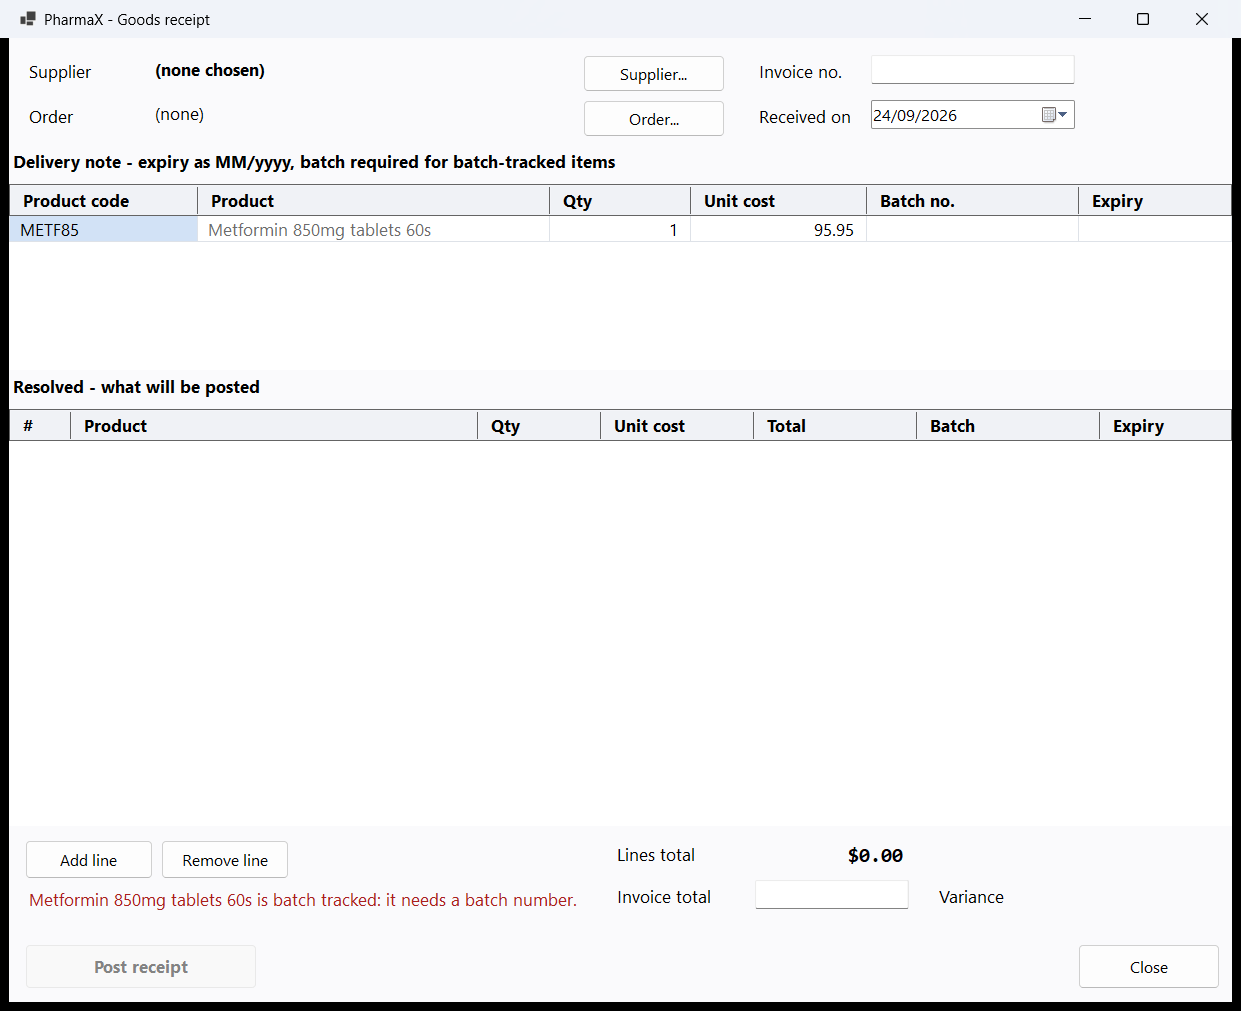 PharmaX - Goods receipt
Supplier (none chosen) Supplier... Invoice no.
Order (none) Order... Received on 24/09/2026
Delivery note - expiry as MM/yyyy, batch required for batch-tracked items
Product code Product Qty Unit cost Batch no. Expiry
METF85 Metformin 850mg tablets 60s 1 95.95
Resolved - what will be posted
# Product Qty Unit cost Total Batch Expiry
Add line Remove line Lines total $0.00
Metformin 850mg tablets 60s is batch tracked: it needs a batch number. Invoice total Variance
Post receipt Close